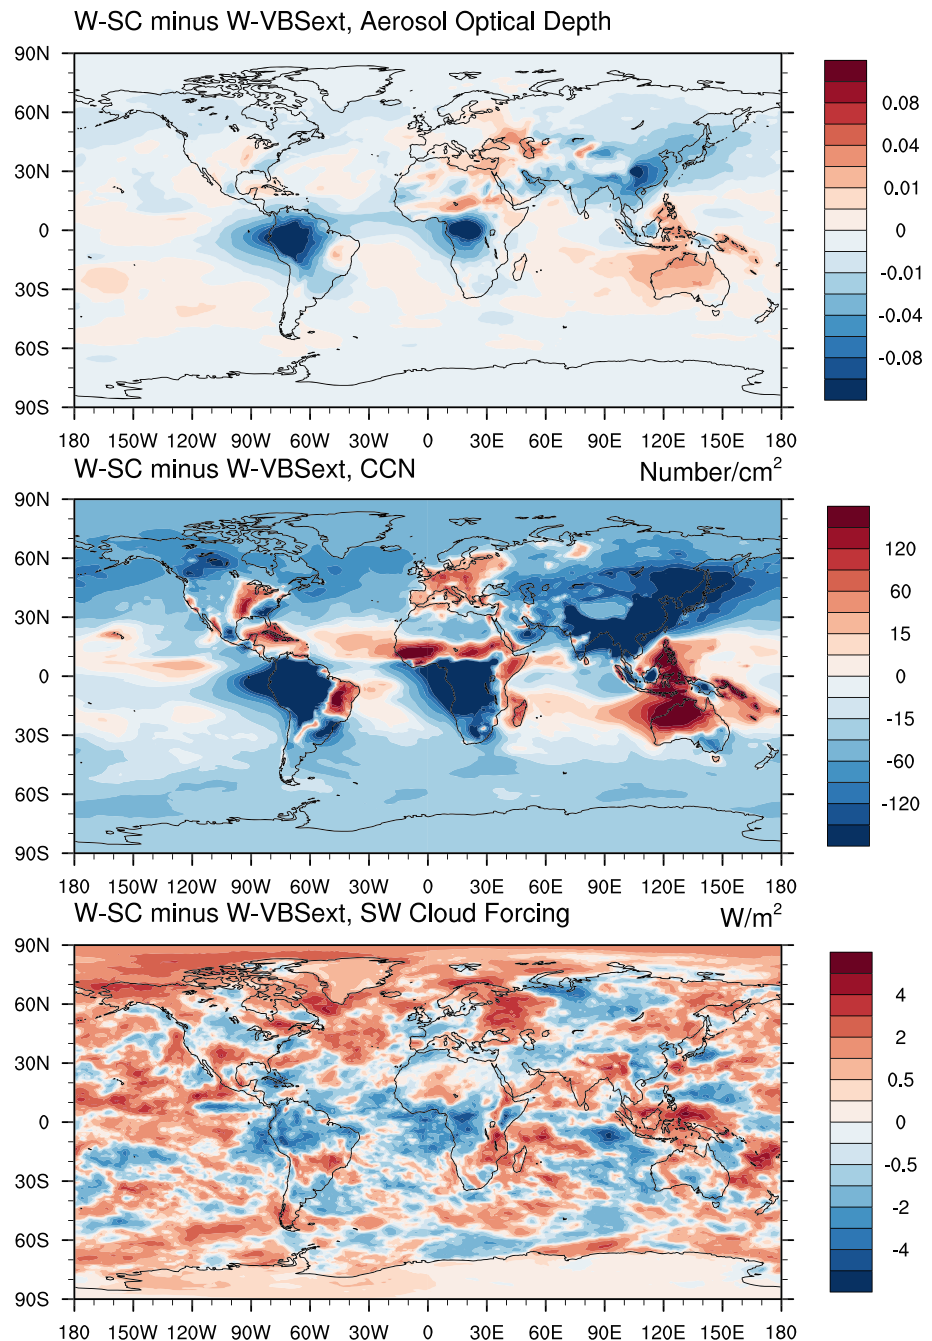 W-SC minus W-VBSext, Aerosol Optical Depth
90N
60N
30N
0
30S
60S
90S
180 150W 120W 90W 60W 30W 0 30E 60E 90E 120E 150E 180
0.08
0.04
0.01
0
-0.01
-0.04
-0.08
W-SC minus W-VBSext, CCN Number/cm²
90N
60N
30N
0
30S
60S
90S
180 150W 120W 90W 60W 30W 0 30E 60E 90E 120E 150E 180
120
60
15
0
-15
-60
-120
W-SC minus W-VBSext, SW Cloud Forcing W/m²
90N
60N
30N
0
30S
60S
90S
180 150W 120W 90W 60W 30W 0 30E 60E 90E 120E 150E 180
4
2
0.5
0
-0.5
-2
-4